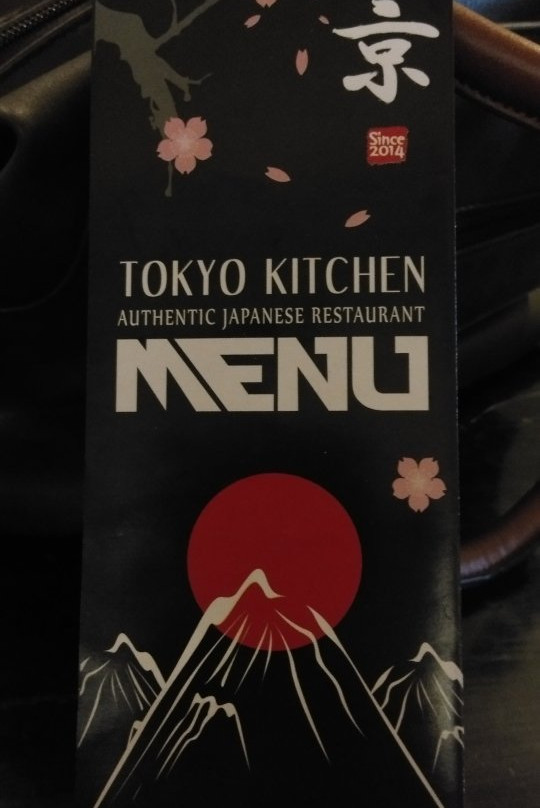 京
Since
2014
TOKYO KITCHEN
AUTHENTIC JAPANESE RESTAURANT
MENU